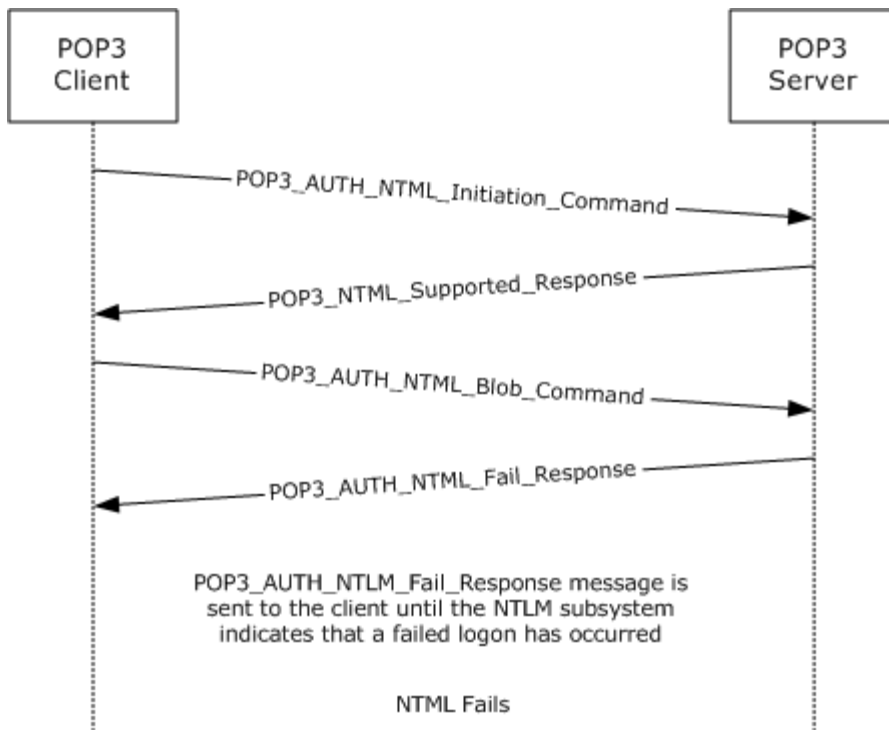 POP3
Client
POP3
Server
POP3_AUTH_NTML_Initiation_Command
POP3_NTML_Supported_Response
POP3_AUTH_NTML_Blob_Command
POP3_AUTH_NTML_Fail_Response
POP3_AUTH_NTLM_Fail_Response message is
sent to the client until the NTLM subsystem
indicates that a failed logon has occurred
NTML Fails